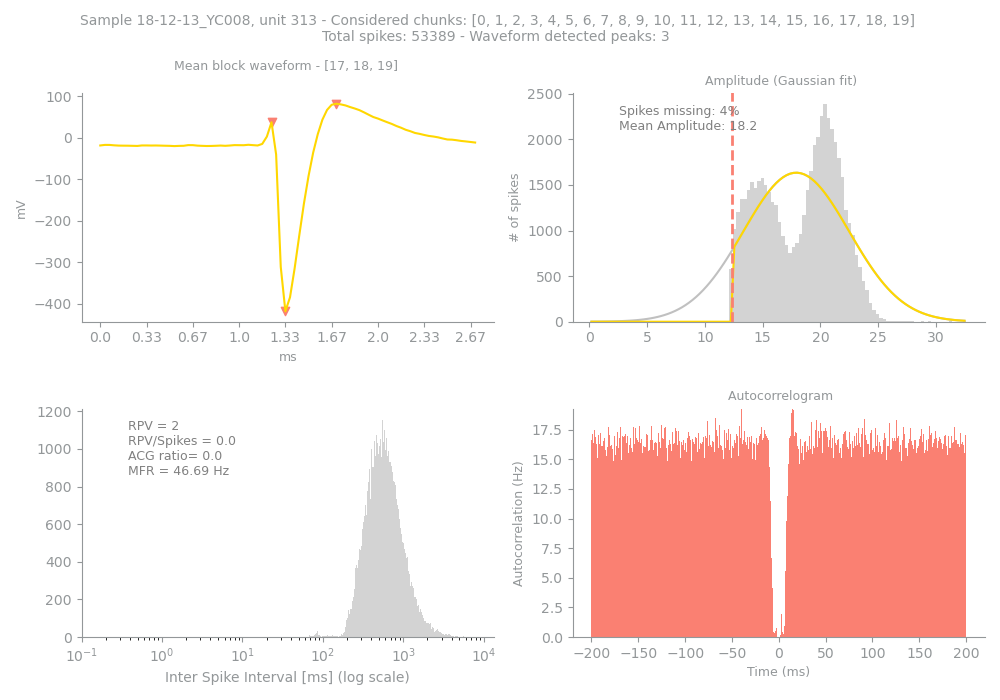 Sample 18-12-13_YC008, unit 313 - Considered chunks: [0, 1, 2, 3, 4, 5, 6, 7, 8, 9, 10, 11, 12, 13, 14, 15, 16, 17, 18, 19]
Total spikes: 53389 - Waveform detected peaks: 3
Mean block waveform - [17, 18, 19]
100
0
−100
−200
−300
−400
mV
0.0 0.33 0.67 1.0 1.33 1.67 2.0 2.33 2.67
ms
Amplitude (Gaussian fit)
Spikes missing: 4%
Mean Amplitude: 18.2
2500
2000
1500
1000
500
0
# of spikes
0 5 10 15 20 25 30
RPV = 2
RPV/Spikes = 0.0
ACG ratio= 0.0
MFR = 46.69 Hz
1200
1000
800
600
400
200
0
10⁻¹ 10⁰ 10¹ 10² 10³ 10⁴
Inter Spike Interval [ms] (log scale)
Autocorrelogram
17.5
15.0
12.5
10.0
7.5
5.0
2.5
0.0
Autocorrelation (Hz)
−200 −150 −100 −50 0 50 100 150 200
Time (ms)